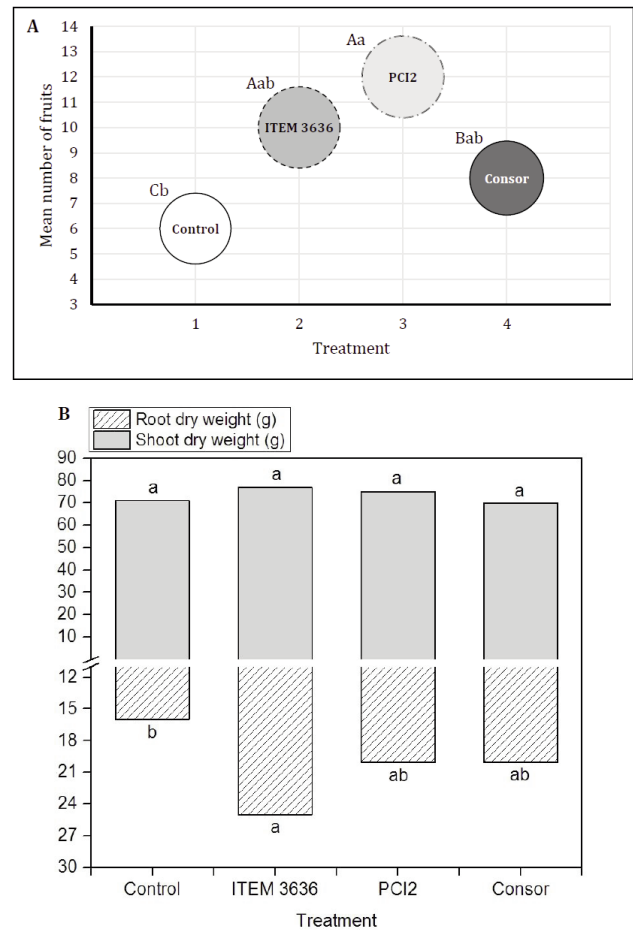 A
Mean number of fruits
14
13
12
11
10
9
8
7
6
5
4
3
Cb
Control
Aab
ITEM 3636
Aa
PCI2
Bab
Consor
1 2 3 4
Treatment
B
Root dry weight (g)
Shoot dry weight (g)
90
80
70
60
50
40
30
20
10
12
15
18
21
24
27
30
a a a a
b a ab ab
Control ITEM 3636 PCI2 Consor
Treatment